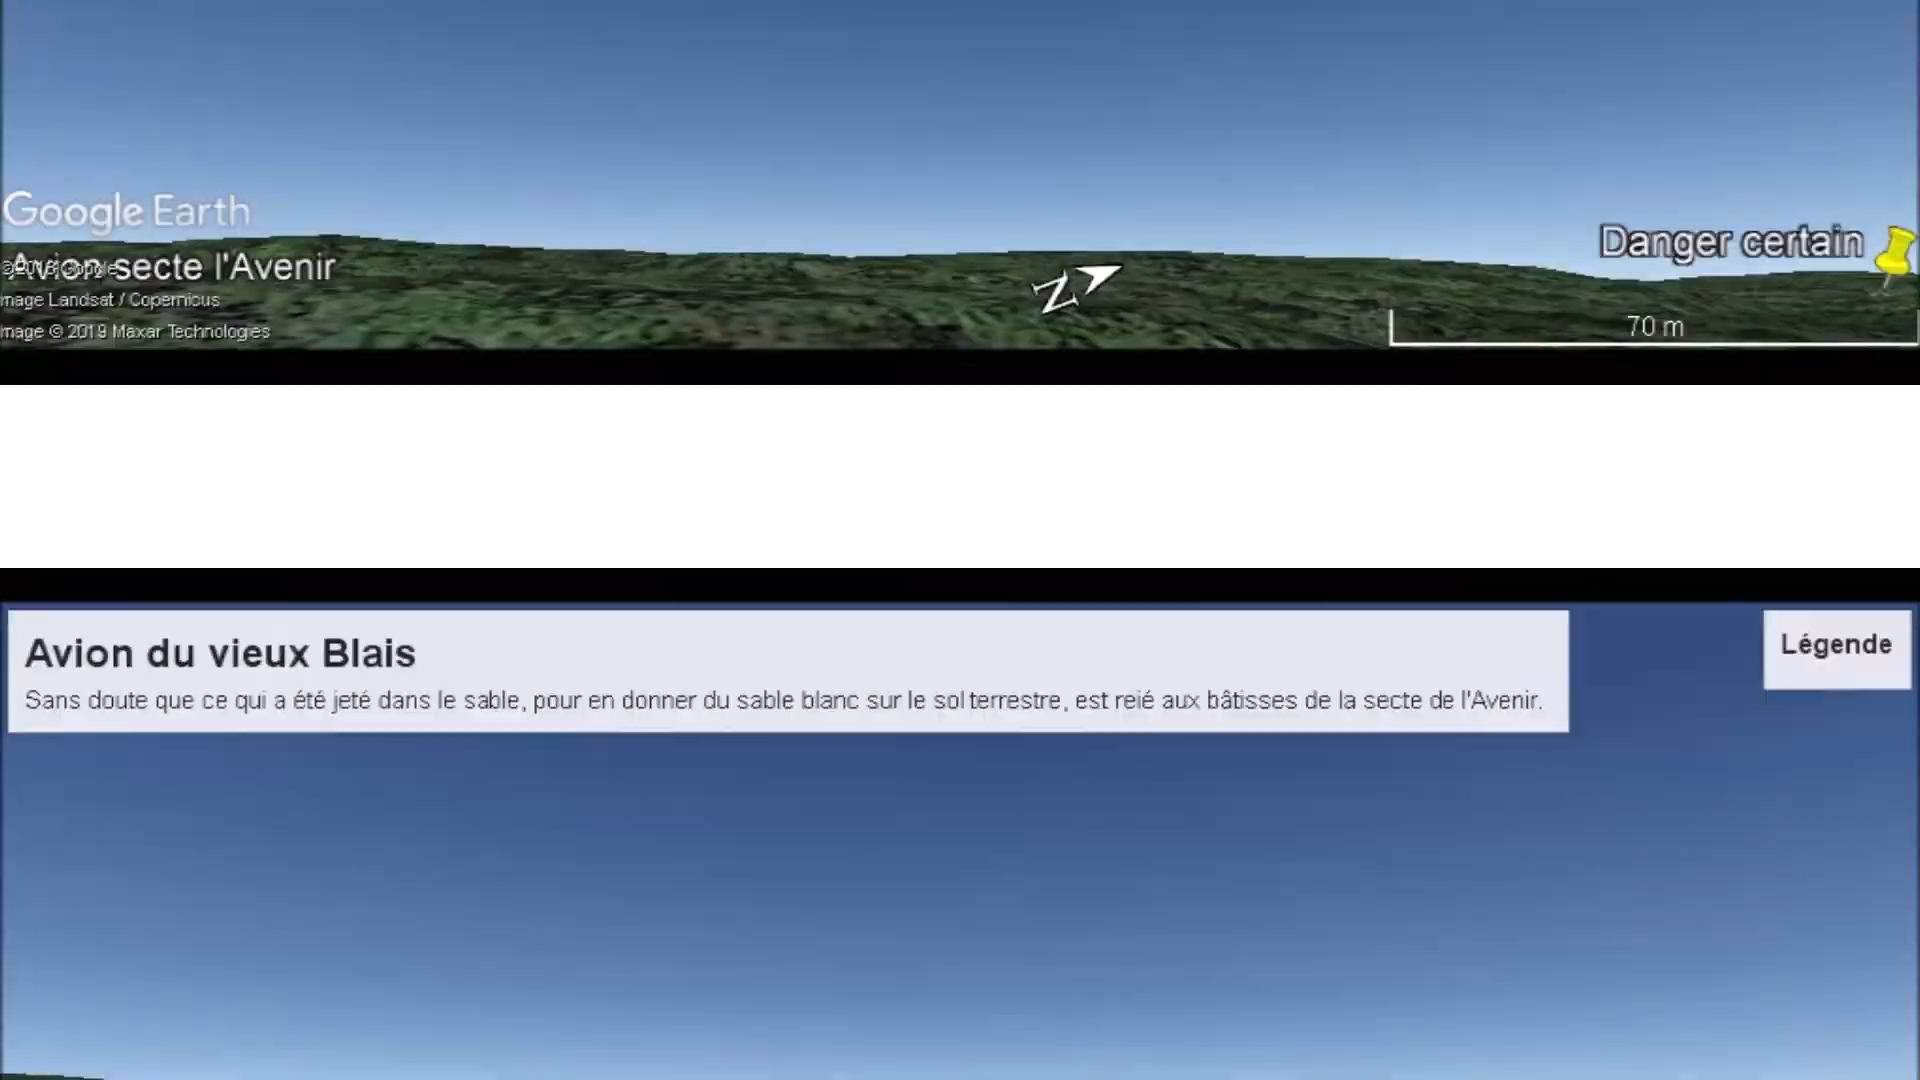 Google Earth
Danger certain
Avion secte l'Avenir
mage Landsat / Copernicus
mage © 2019 Maxar Technologies
N
70 m
Avion du vieux Blais
Légende
Sans doute que ce qui a été jeté dans le sable, pour en donner du sable blanc sur le sol terrestre, est reié aux bâtisses de la secte de l'Avenir.